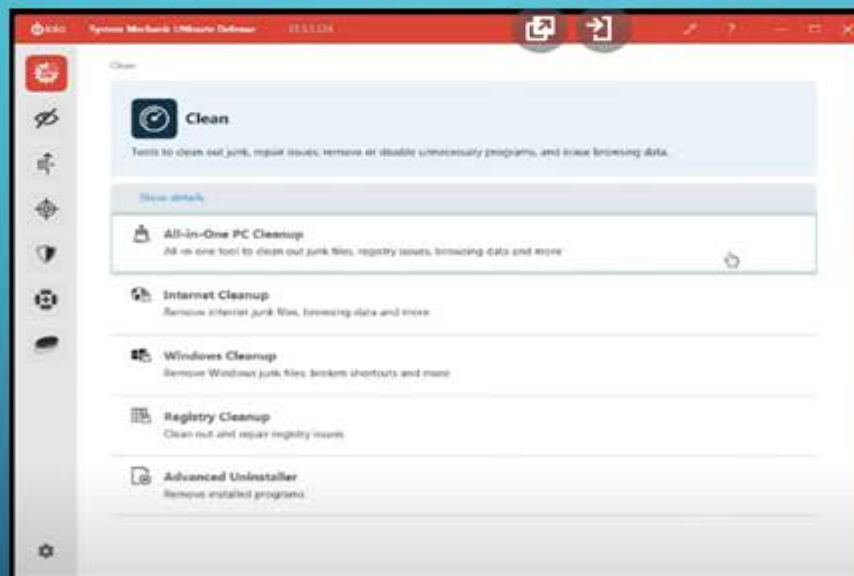 iolo System Mechanic Ultimate Defense
Clean
Clean
Tools to clean out junk, repair issues, remove or disable unnecessary programs, and erase browsing data.
Show details
All-in-One PC Cleanup
All-in-one tool to clean out junk files, registry issues, browsing data and more
Internet Cleanup
Remove internet junk files, browsing data and more
Windows Cleanup
Remove Windows junk files, broken shortcuts and more
Registry Cleanup
Clean out and repair registry issues
Advanced Uninstaller
Remove installed programs